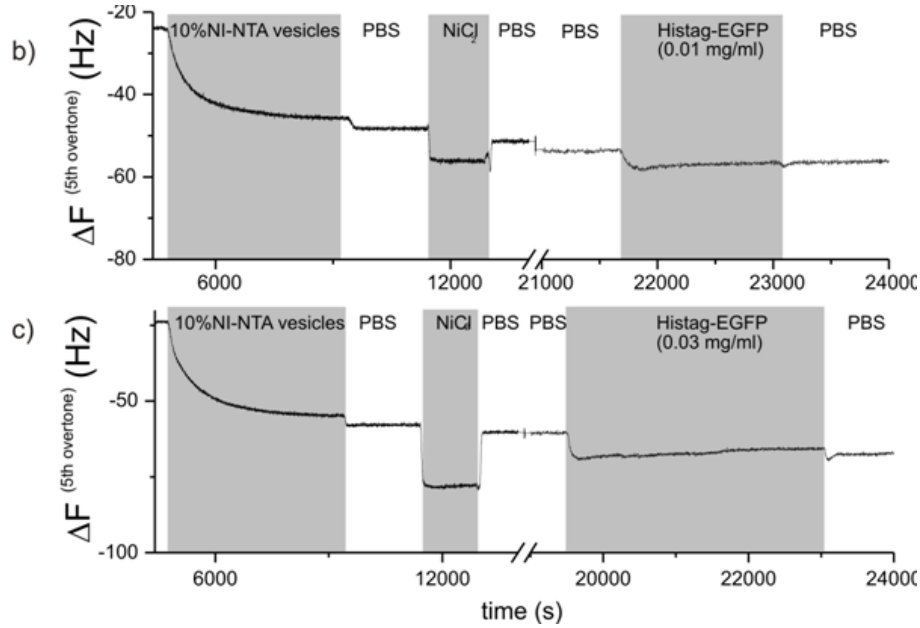 b)
ΔF (5th overtone) (Hz)
-20
-40
-60
-80
10%NI-NTA vesicles
PBS
NiCl2
PBS
PBS
Histag-EGFP
(0.01 mg/ml)
PBS
6000
12000
21000
22000
23000
24000
c)
ΔF (5th overtone) (Hz)
-50
-100
10%NI-NTA vesicles
PBS
NiCl
PBS
PBS
Histag-EGFP
(0.03 mg/ml)
PBS
6000
12000
20000
22000
24000
time (s)